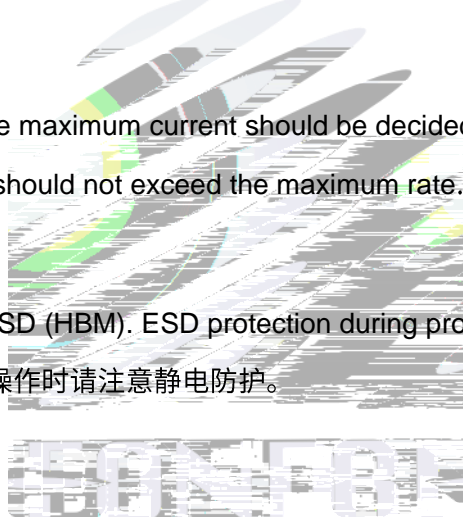 e maximum current should be decided
should not exceed the maximum rate.
SD (HBM). ESD protection during pro
操作时请注意静电防护。